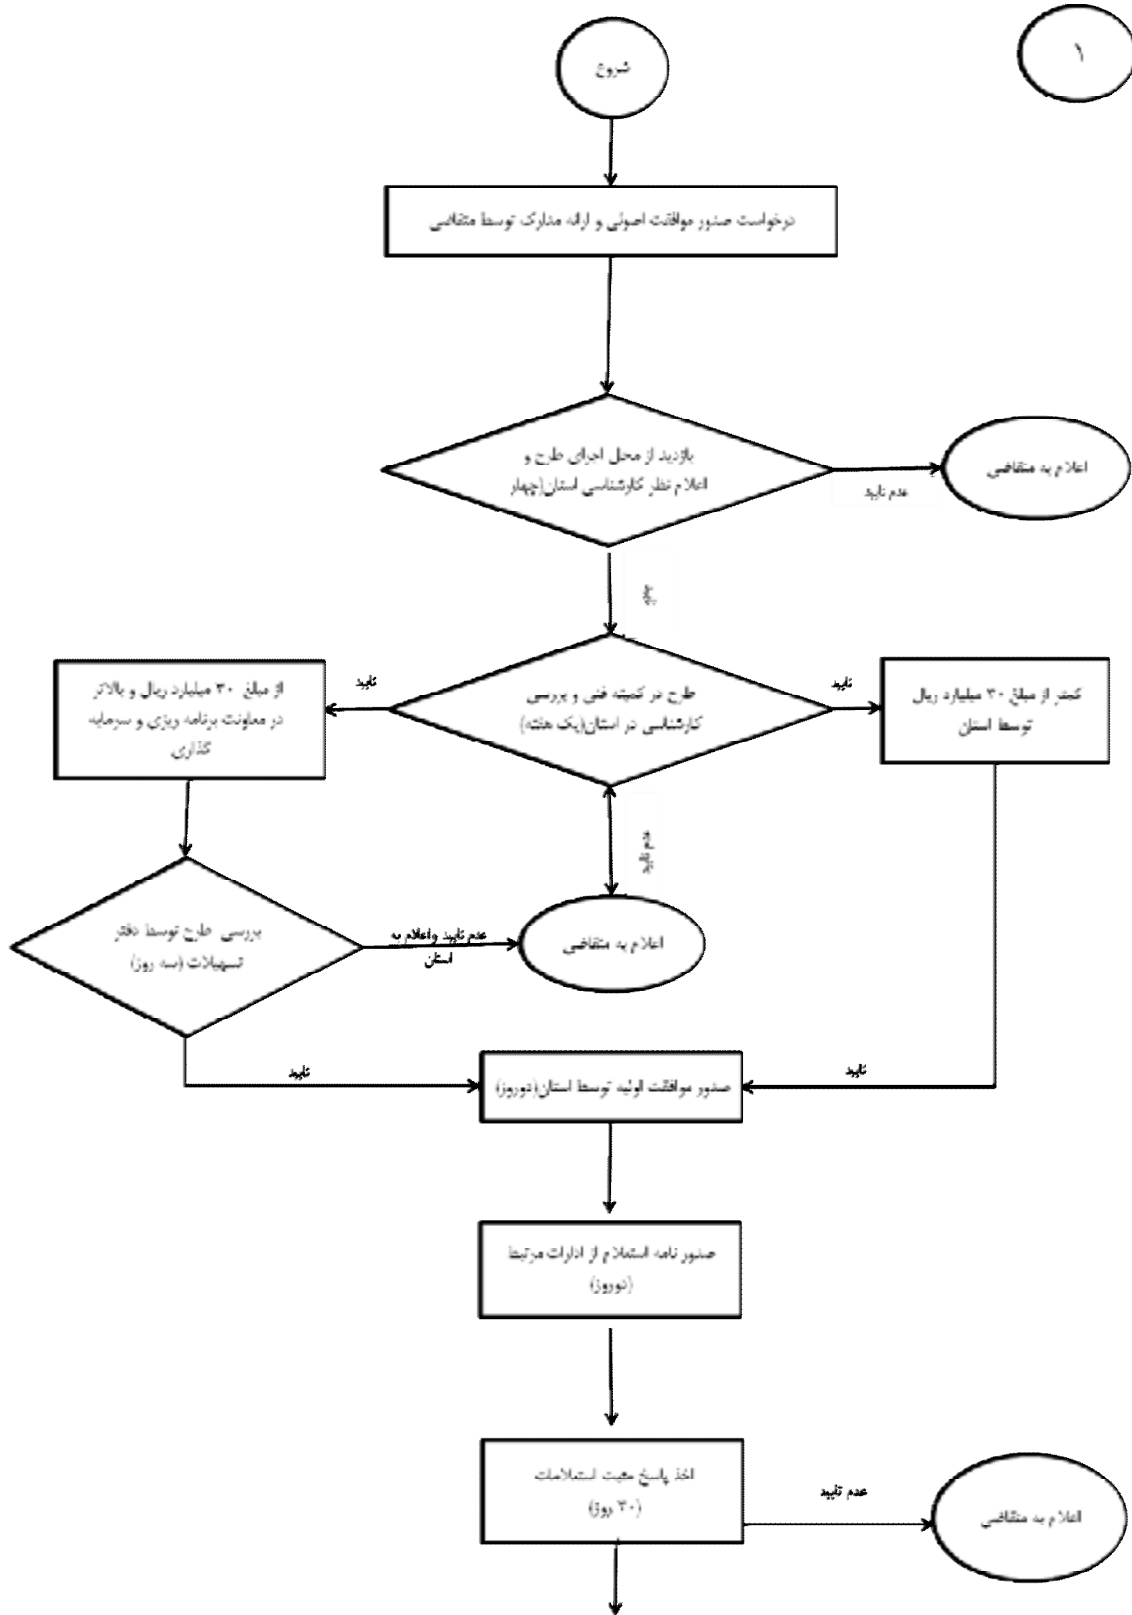 ۱
شروع
درخواست صدور موافقت اصولی و ارائه مدارک توسط متقاضی
بازدید از محل اجرای طرح و
اعلام نظر کارشناسی استان(چهار
عدم تایید
اعلام به متقاضی
طرح در کمیته فنی و بررسی
کارشناسی در استان(یک هفته)
تایید
کمتر از مبلغ ۳۰ میلیارد ریال
توسط استان
تایید
از مبلغ ۳۰ میلیارد ریال و بالاتر
در معاونت برنامه ریزی و سرمایه
گذاری
عدم تایید
اعلام به متقاضی
بررسی طرح توسط دفتر
تسهیلات (سه روز)
عدم تایید واعلام به
استان
تایید
صدور موافقت اولیه توسط استان(دوروز)
تایید
صدور نامه استعلام از ادارات مرتبط
(دوروز)
اخذ پاسخ مثبت استعلامات
(۳۰ روز)
عدم تایید
اعلام به متقاضی